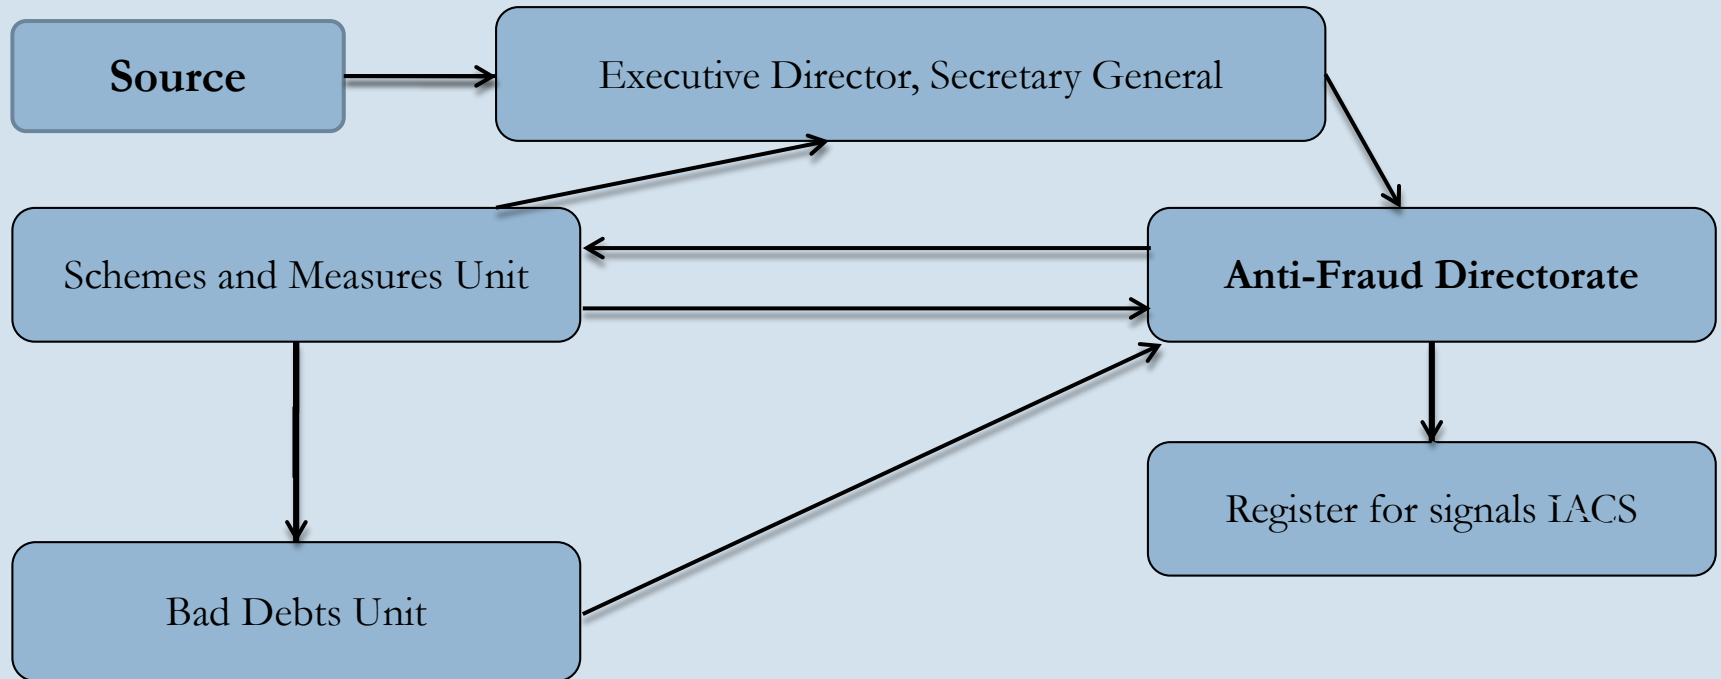 Source
Executive Director, Secretary General
Schemes and Measures Unit
Anti-Fraud Directorate
Register for signals IACS
Bad Debts Unit